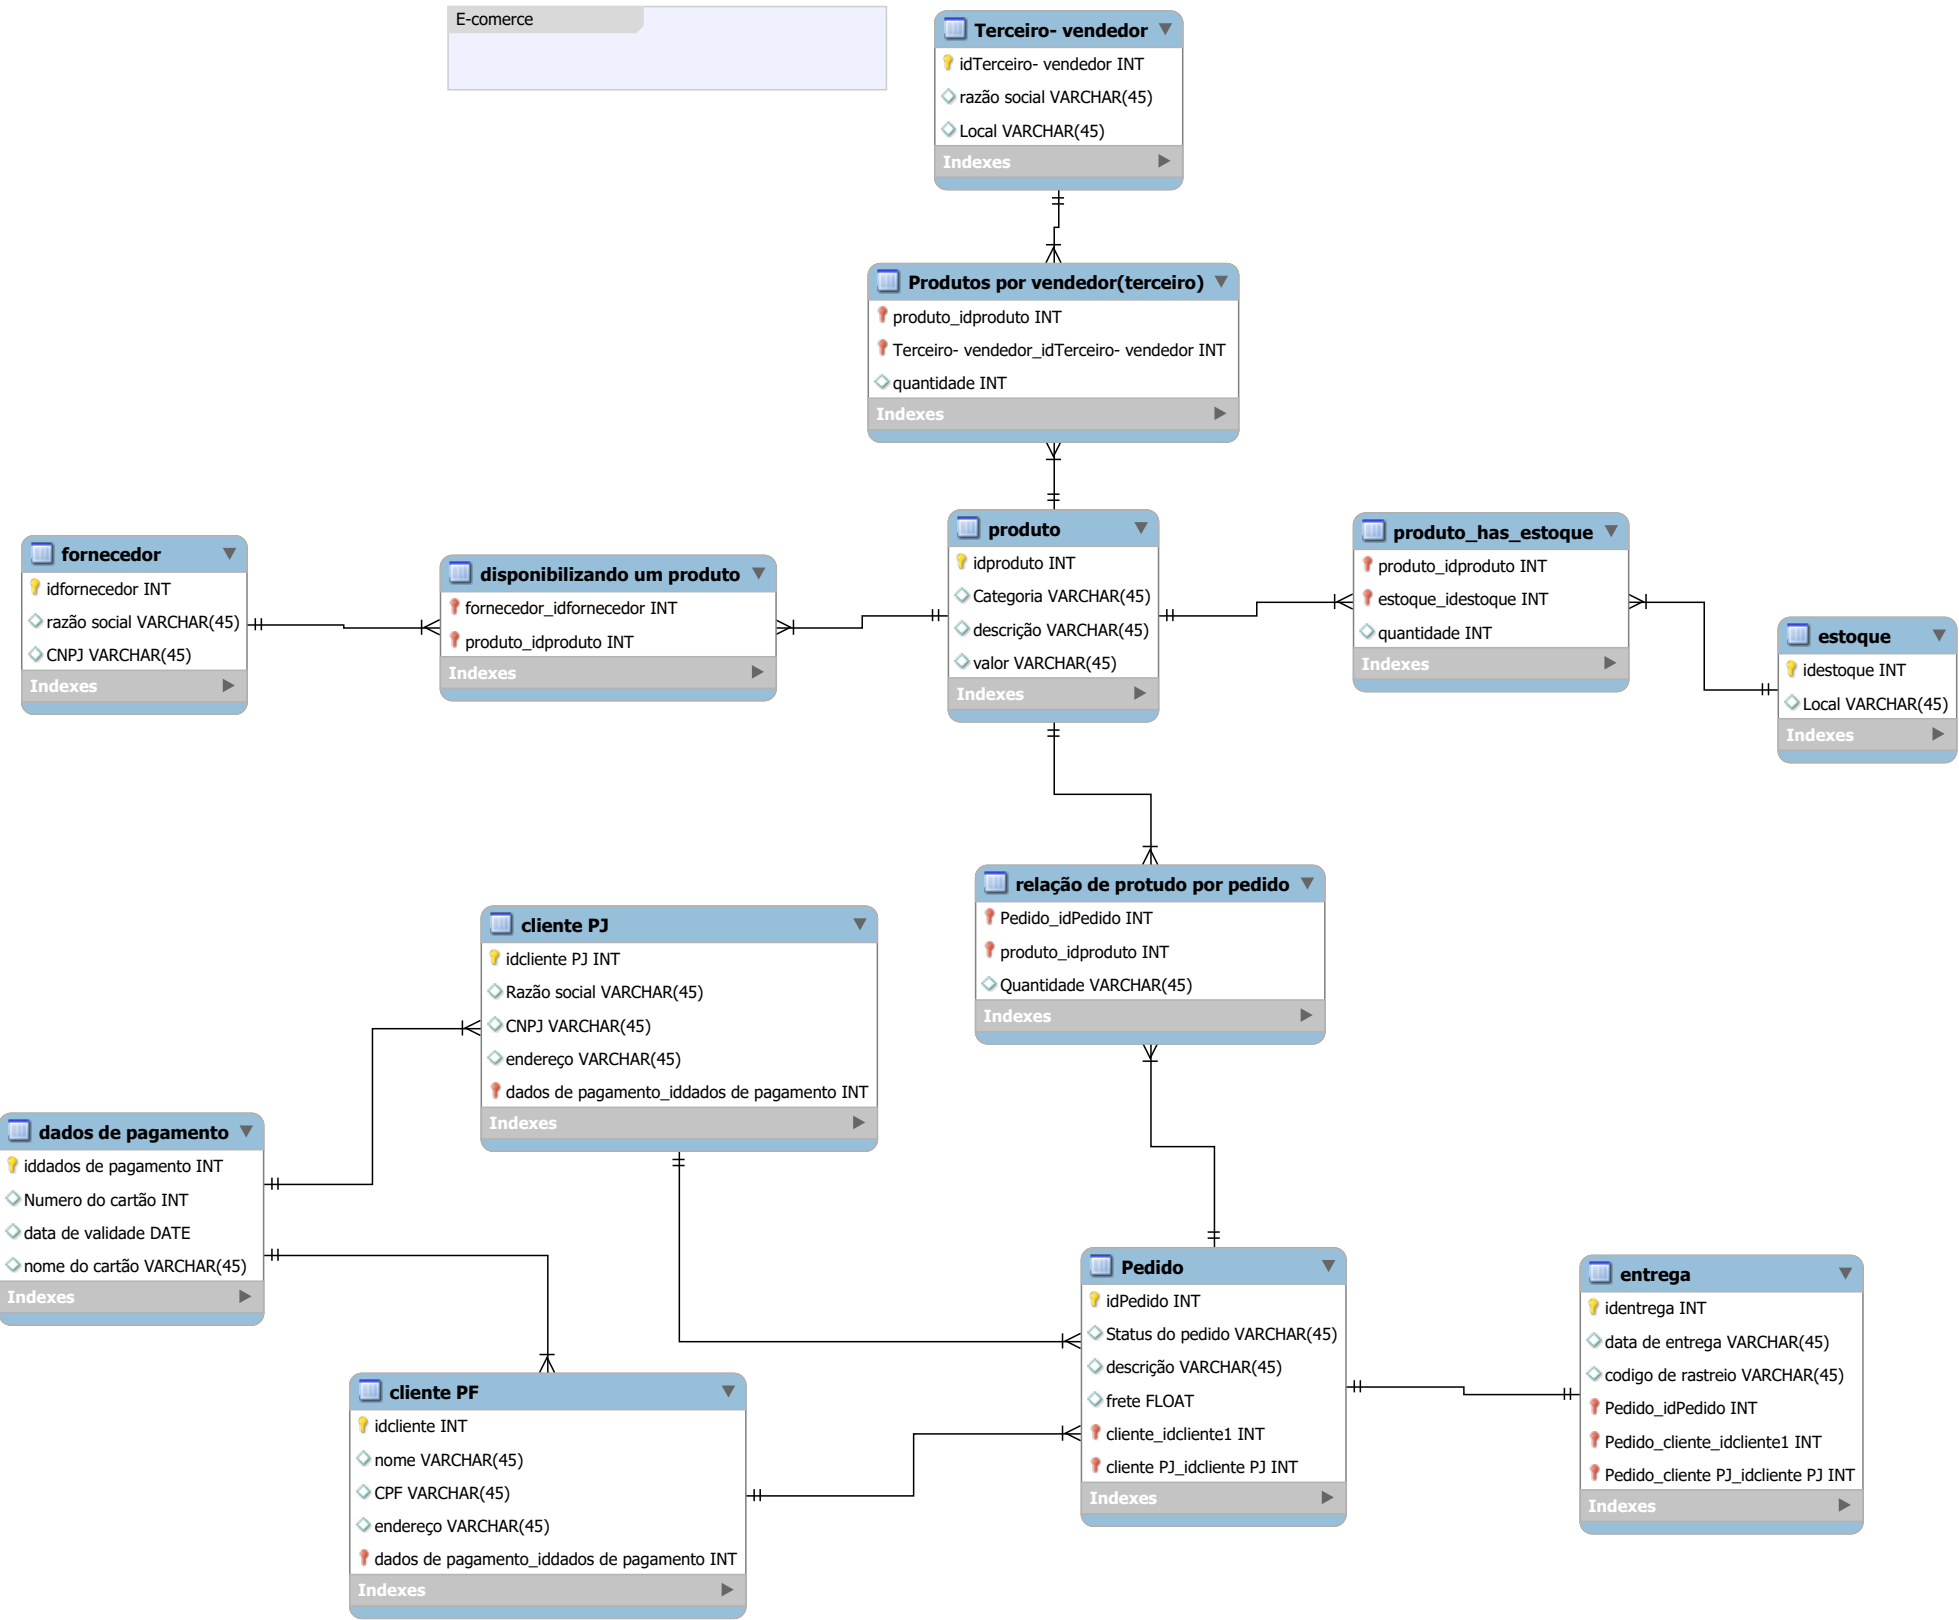 E-comerce
Terceiro- vendedor
idTerceiro- vendedor INT
razão social VARCHAR(45)
Local VARCHAR(45)
Indexes
Produtos por vendedor(terceiro)
produto_idproduto INT
Terceiro- vendedor_idTerceiro- vendedor INT
quantidade INT
Indexes
fornecedor
idfornecedor INT
razão social VARCHAR(45)
CNPJ VARCHAR(45)
Indexes
disponibilizando um produto
fornecedor_idfornecedor INT
produto_idproduto INT
Indexes
produto
idproduto INT
Categoria VARCHAR(45)
descrição VARCHAR(45)
valor VARCHAR(45)
Indexes
produto_has_estoque
produto_idproduto INT
estoque_idestoque INT
quantidade INT
Indexes
estoque
idestoque INT
Local VARCHAR(45)
Indexes
relação de protudo por pedido
Pedido_idPedido INT
produto_idproduto INT
Quantidade VARCHAR(45)
Indexes
cliente PJ
idcliente PJ INT
Razão social VARCHAR(45)
CNPJ VARCHAR(45)
endereço VARCHAR(45)
dados de pagamento_iddados de pagamento INT
Indexes
dados de pagamento
iddados de pagamento INT
Numero do cartão INT
data de validade DATE
nome do cartão VARCHAR(45)
Indexes
cliente PF
idcliente INT
nome VARCHAR(45)
CPF VARCHAR(45)
endereço VARCHAR(45)
dados de pagamento_iddados de pagamento INT
Indexes
Pedido
idPedido INT
Status do pedido VARCHAR(45)
descrição VARCHAR(45)
frete FLOAT
cliente_idcliente1 INT
cliente PJ_idcliente PJ INT
Indexes
entrega
identrega INT
data de entrega VARCHAR(45)
codigo de rastreio VARCHAR(45)
Pedido_idPedido INT
Pedido_cliente_idcliente1 INT
Pedido_cliente PJ_idcliente PJ INT
Indexes